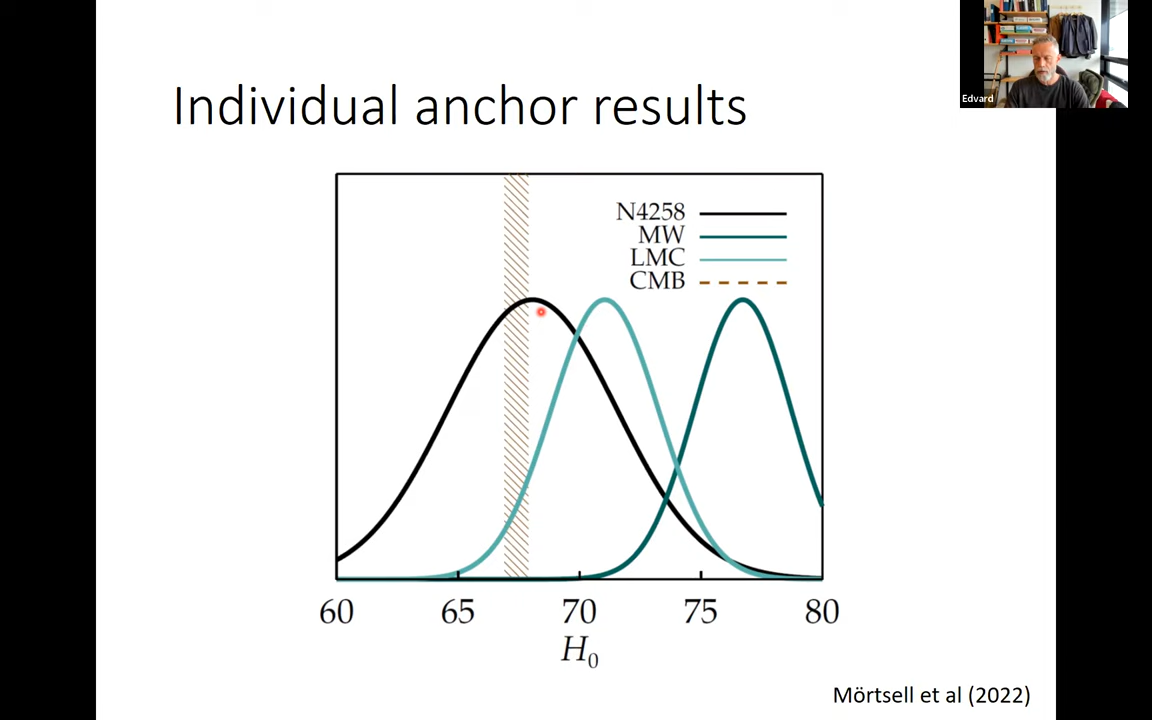 Edvard
Individual anchor results
N4258
MW
LMC
CMB
60 65 70 75 80
H₀
Mörtsell et al (2022)